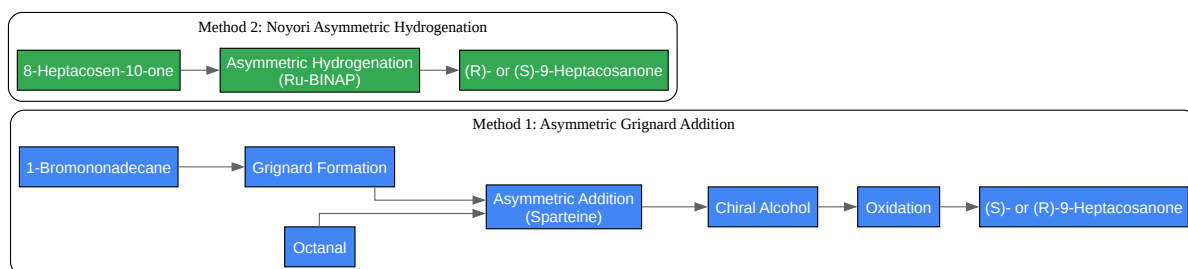 Method 2: Noyori Asymmetric Hydrogenation
8-Heptacosen-10-one
Asymmetric Hydrogenation
(Ru-BINAP)
(R)- or (S)-9-Heptacosanone
Method 1: Asymmetric Grignard Addition
1-Bromononadecane
Grignard Formation
Octanal
Asymmetric Addition
(Sparteine)
Chiral Alcohol
Oxidation
(S)- or (R)-9-Heptacosanone